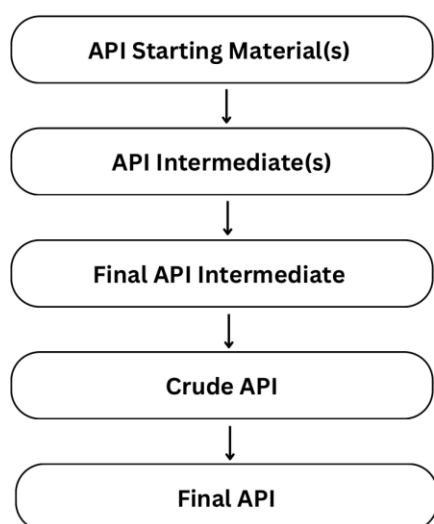 API Starting Material(s)
API Intermediate(s)
Final API Intermediate
Crude API
Final API